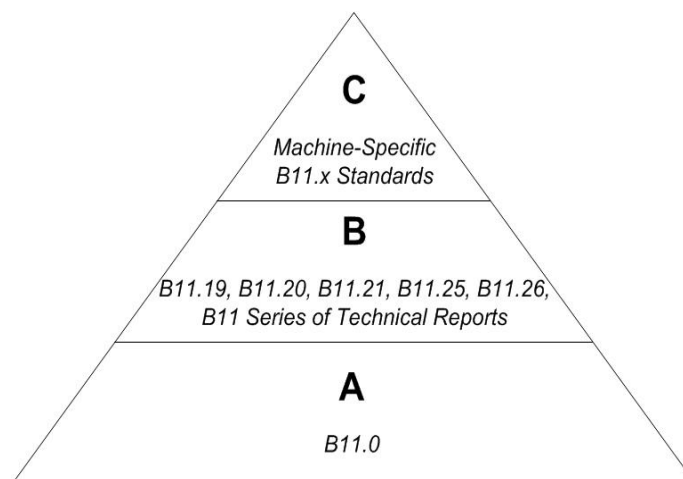 C
Machine-Specific
B11.x Standards
B
B11.19, B11.20, B11.21, B11.25, B11.26,
B11 Series of Technical Reports
A
B11.0